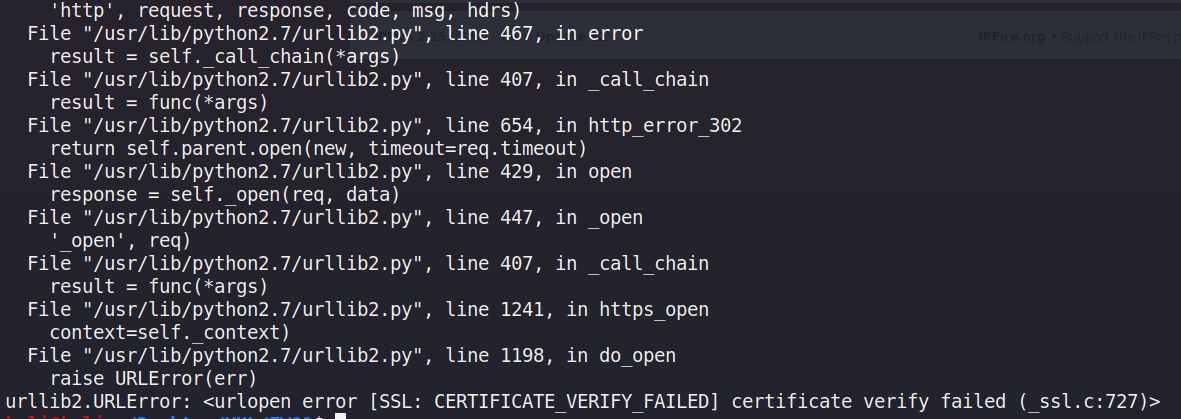 'http', request, response, code, msg, hdrs)
File "/usr/lib/python2.7/urllib2.py", line 467, in error
IPFire.org • Support the IPFire p
result = self._call_chain(*args)
File "/usr/lib/python2.7/urllib2.py", line 407, in _call_chain
result = func(*args)
File "/usr/lib/python2.7/urllib2.py", line 654, in http_error_302
return self.parent.open(new, timeout=req.timeout)
File "/usr/lib/python2.7/urllib2.py", line 429, in open
response = self._open(req, data)
File "/usr/lib/python2.7/urllib2.py", line 447, in _open
'_open', req)
File "/usr/lib/python2.7/urllib2.py", line 407, in _call_chain
result = func(*args)
File "/usr/lib/python2.7/urllib2.py", line 1241, in https_open
context=self._context)
File "/usr/lib/python2.7/urllib2.py", line 1198, in do_open
raise URLError(err)
urllib2.URLError: <urlopen error [SSL: CERTIFICATE_VERIFY_FAILED] certificate verify failed (_ssl.c:727)>